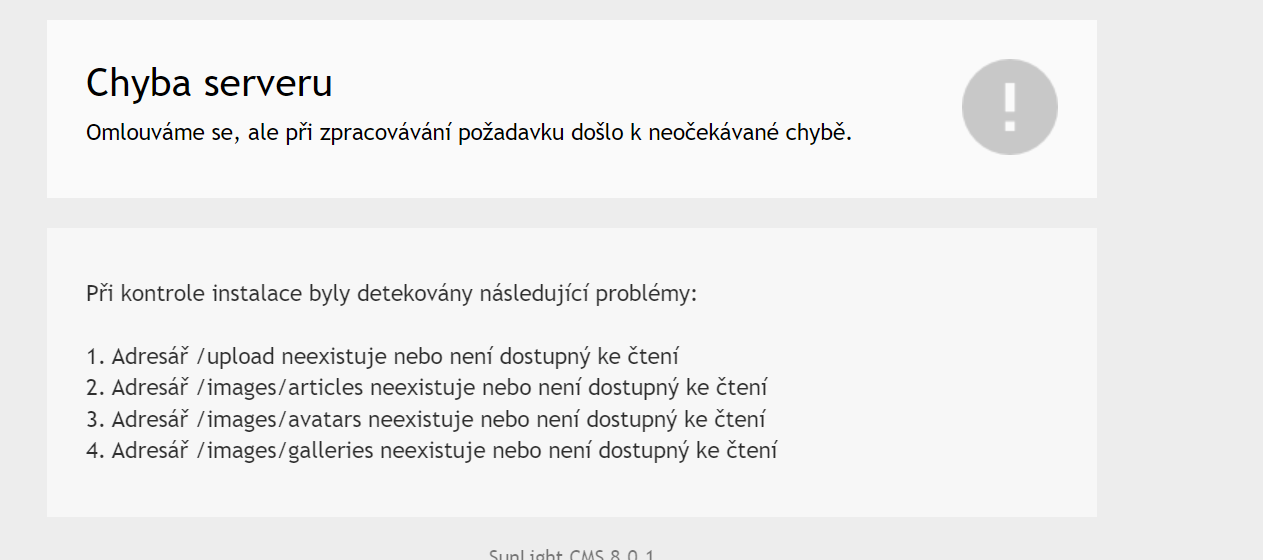 Chyba serveru
Omlouváme se, ale při zpracovávání požadavku došlo k neočekávané chybě.
Při kontrole instalace byly detekovány následující problémy:
1. Adresář /upload neexistuje nebo není dostupný ke čtení
2. Adresář /images/articles neexistuje nebo není dostupný ke čtení
3. Adresář /images/avatars neexistuje nebo není dostupný ke čtení
4. Adresář /images/galleries neexistuje nebo není dostupný ke čtení
SunLight CMS 8.0.1